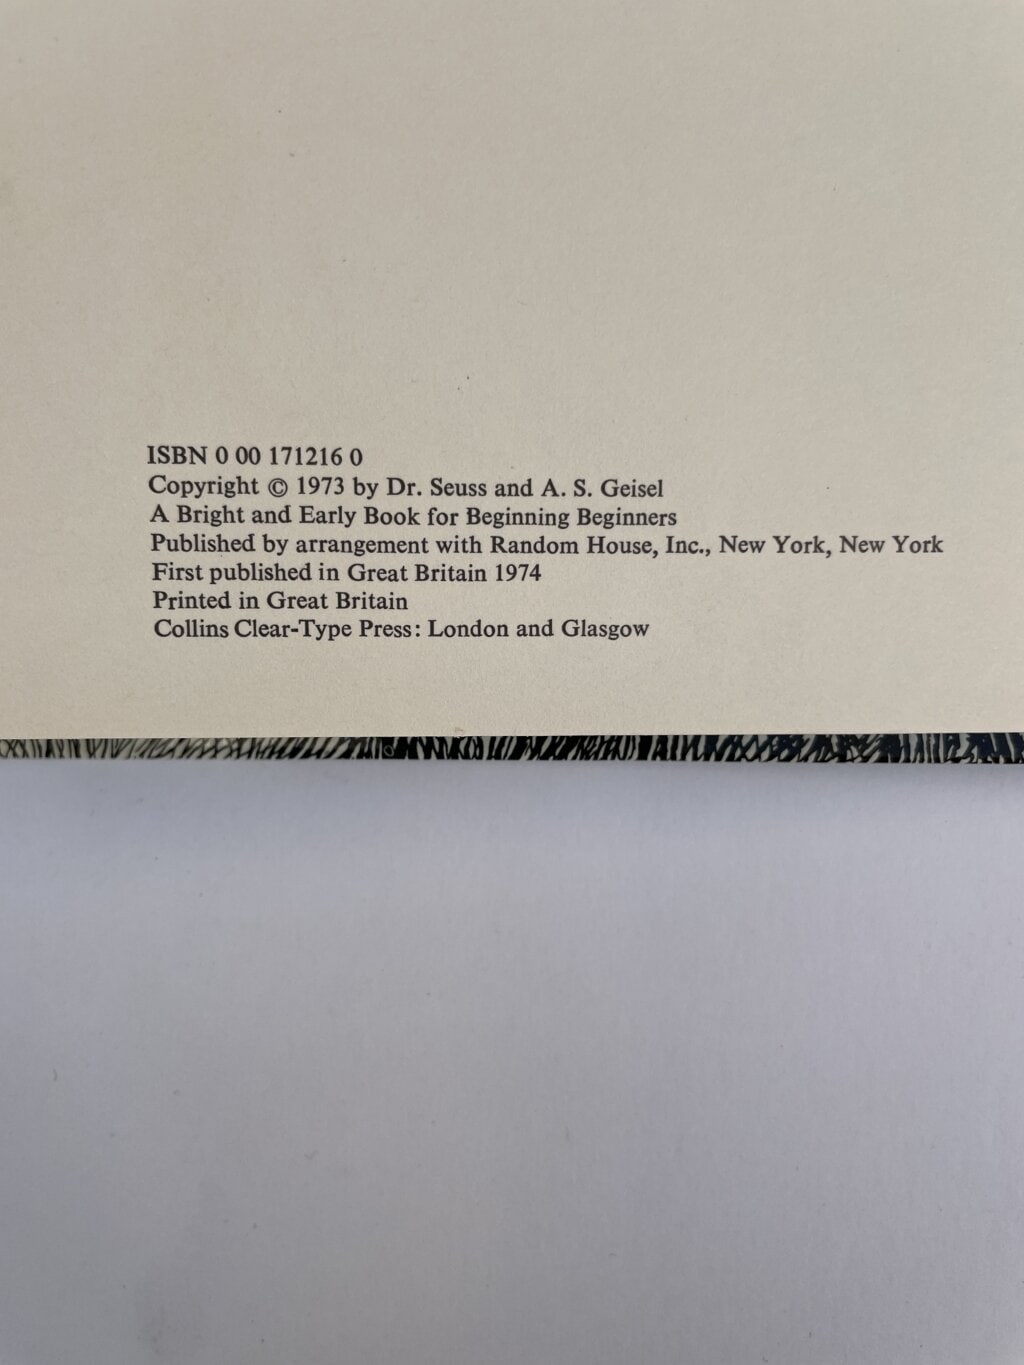 ISBN 0 00 171216 0
Copyright © 1973 by Dr. Seuss and A. S. Geisel
A Bright and Early Book for Beginning Beginners
Published by arrangement with Random House, Inc., New York, New York
First published in Great Britain 1974
Printed in Great Britain
Collins Clear-Type Press: London and Glasgow